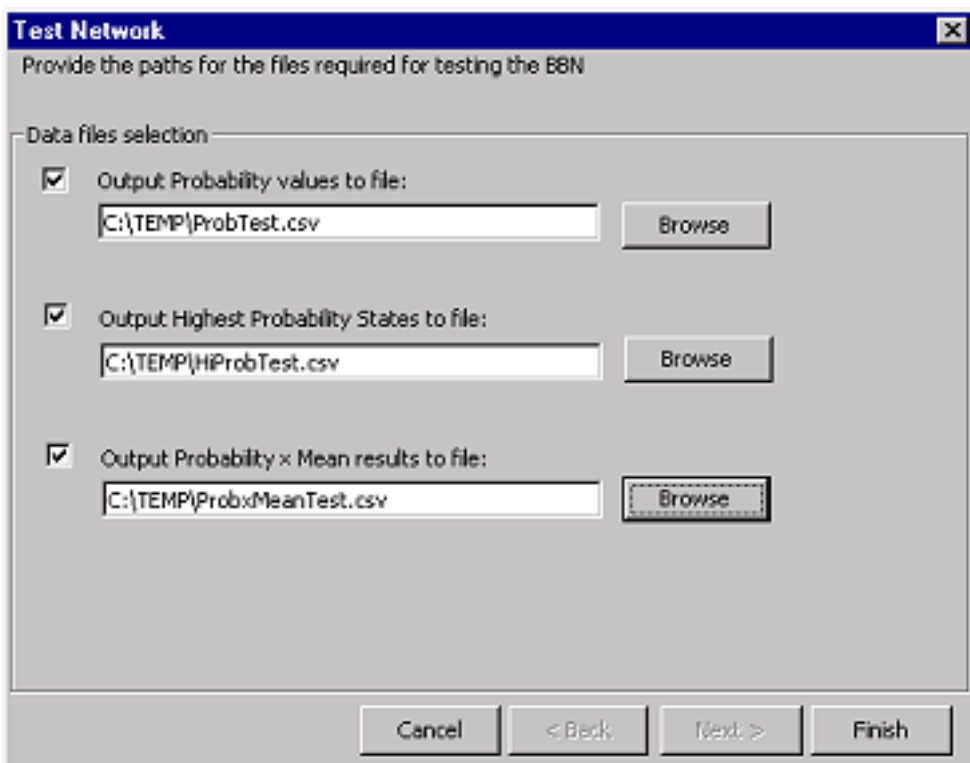 Test Network
Provide the paths for the files required for testing the BBN
Data files selection
Output Probability values to file:
C:\TEMP\ProbTest.csv
Browse
Output Highest Probability States to file:
C:\TEMP\HiProbTest.csv
Browse
Output Probability × Mean results to file:
C:\TEMP\ProbxMeanTest.csv
Browse
Cancel
< Back
Next >
Finish